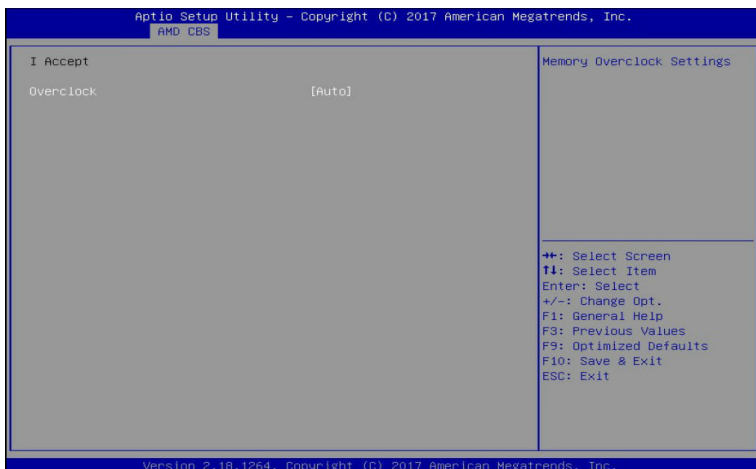 Aptio Setup Utility – Copyright (C) 2017 American Megatrends, Inc.
AMD CBS
I Accept
Overclock [Auto]
Memory Overclock Settings
→←: Select Screen
↑↓: Select Item
Enter: Select
+/-: Change Opt.
F1: General Help
F3: Previous Values
F9: Optimized Defaults
F10: Save & Exit
ESC: Exit
Version 2.18.1264. Copyright (C) 2017 American Megatrends, Inc.